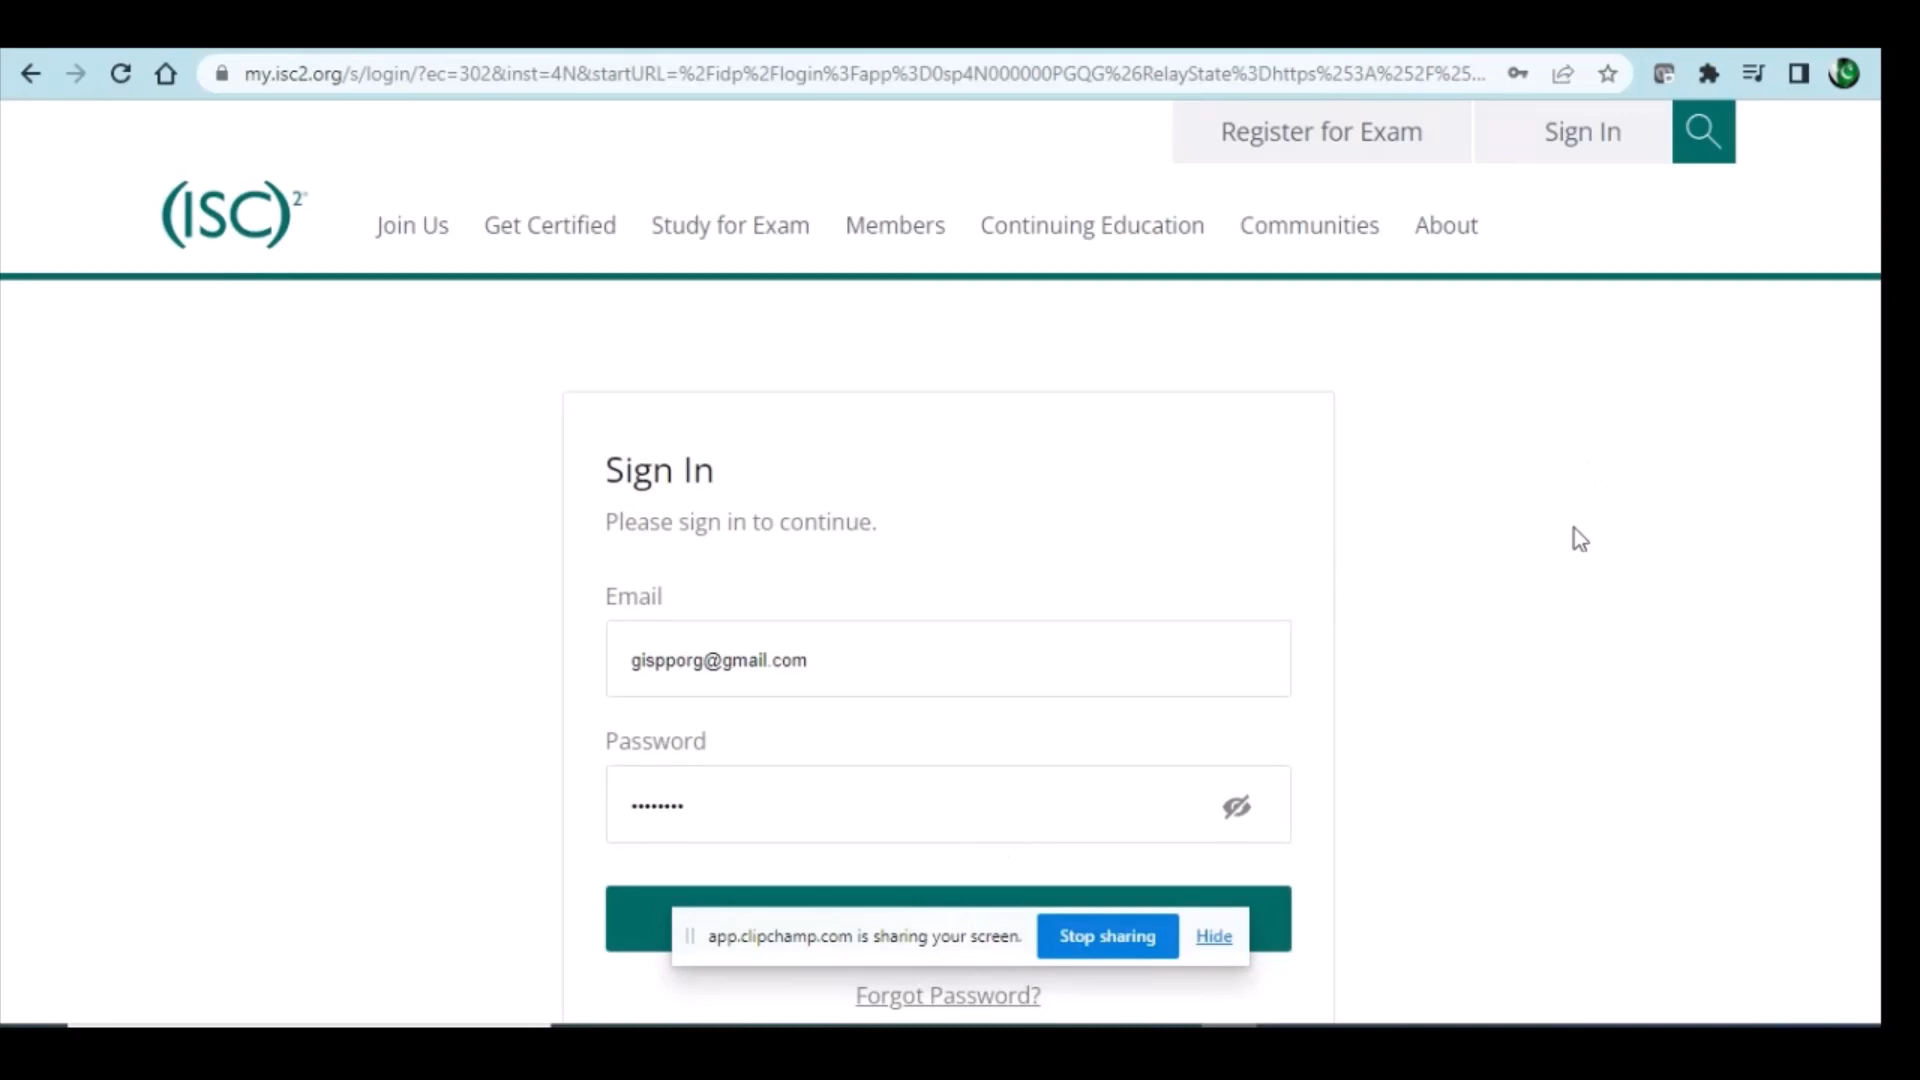 my.isc2.org/s/login/?ec=302&inst=4N&startURL=%2Fidp%2Flogin%3Fapp%3D0sp4N000000PGQG%26RelayState%3Dhttps%253A%252F%25...
Register for Exam Sign In
(ISC)²
Join Us Get Certified Study for Exam Members Continuing Education Communities About
Sign In
Please sign in to continue.
Email
gispporg@gmail.com
Password
••••••••
app.clipchamp.com is sharing your screen. Stop sharing Hide
Forgot Password?